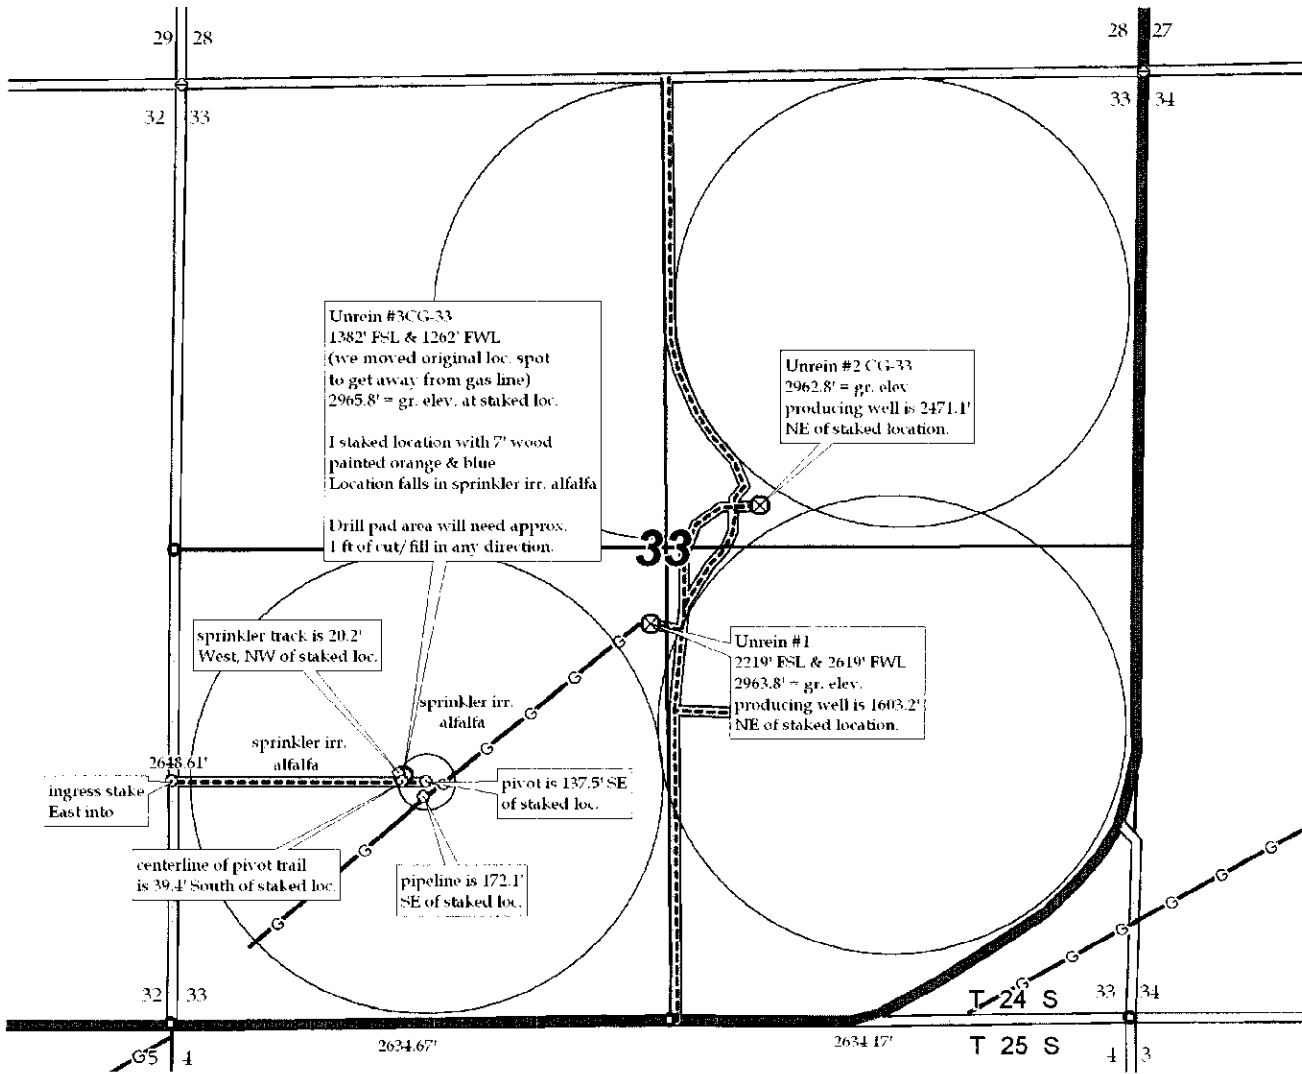 29 28
28 27
32 33
33 34
Unrein #3CG-33
1382' FSL & 1262' FWL
(we moved original loc. spot
to get away from gas line)
2965.8' = gr. elev. at staked loc.
I staked location with 7' wood
painted orange & blue
Location falls in sprinkler irr. alfalfa
Drill pad area will need approx.
1 ft of cut/fill in any direction.
Unrein #2 CG-33
2962.8' = gr. elev
producing well is 2471.1'
NE of staked location.
33
sprinkler track is 20.2'
West, NW of staked loc.
Unrein #1
2219' FSL & 2619' FWL
2963.8' = gr. elev.
producing well is 1603.2'
NE of staked location.
G
G
sprinkler irr.
alfalfa
G
G
sprinkler irr.
alfalfa
2648.61'
ingress stake
East into
G
pivot is 137.5' SE
of staked loc.
centerline of pivot trail
is 39.4' South of staked loc.
G
pipeline is 172.1'
SE of staked loc.
G
G
G
G
G
G
G
32 33
T 24 S
33 34
2634.67'
2634.17'
T 25 S
G
5 4
4 3